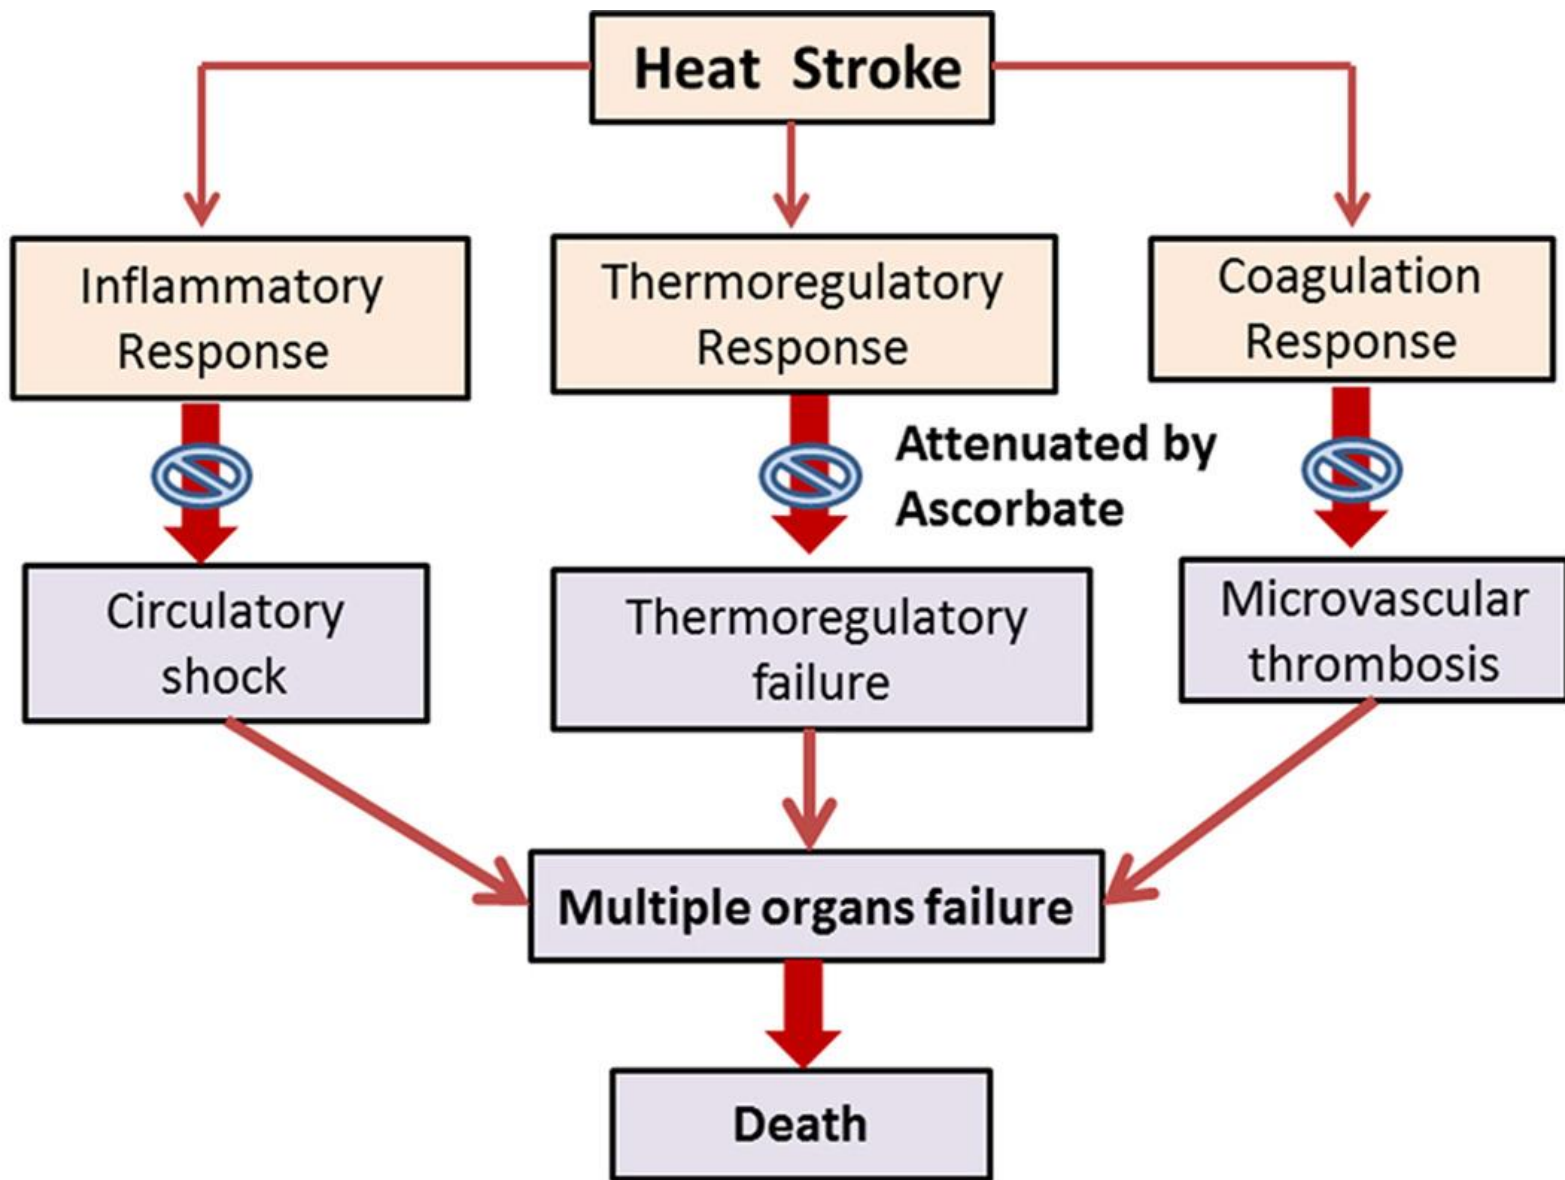 Heat Stroke
Inflammatory
Response
Thermoregulatory
Response
Coagulation
Response
Attenuated by
Ascorbate
Circulatory
shock
Thermoregulatory
failure
Microvascular
thrombosis
Multiple organs failure
Death